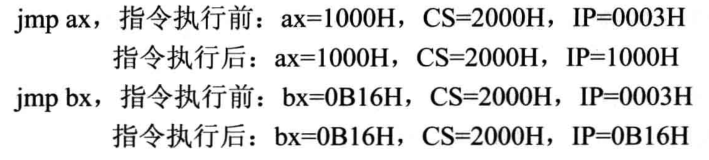 jmp ax，指令执行前：ax=1000H，CS=2000H，IP=0003H
指令执行后：ax=1000H，CS=2000H，IP=1000H
jmp bx，指令执行前：bx=0B16H，CS=2000H，IP=0003H
指令执行后：bx=0B16H，CS=2000H，IP=0B16H